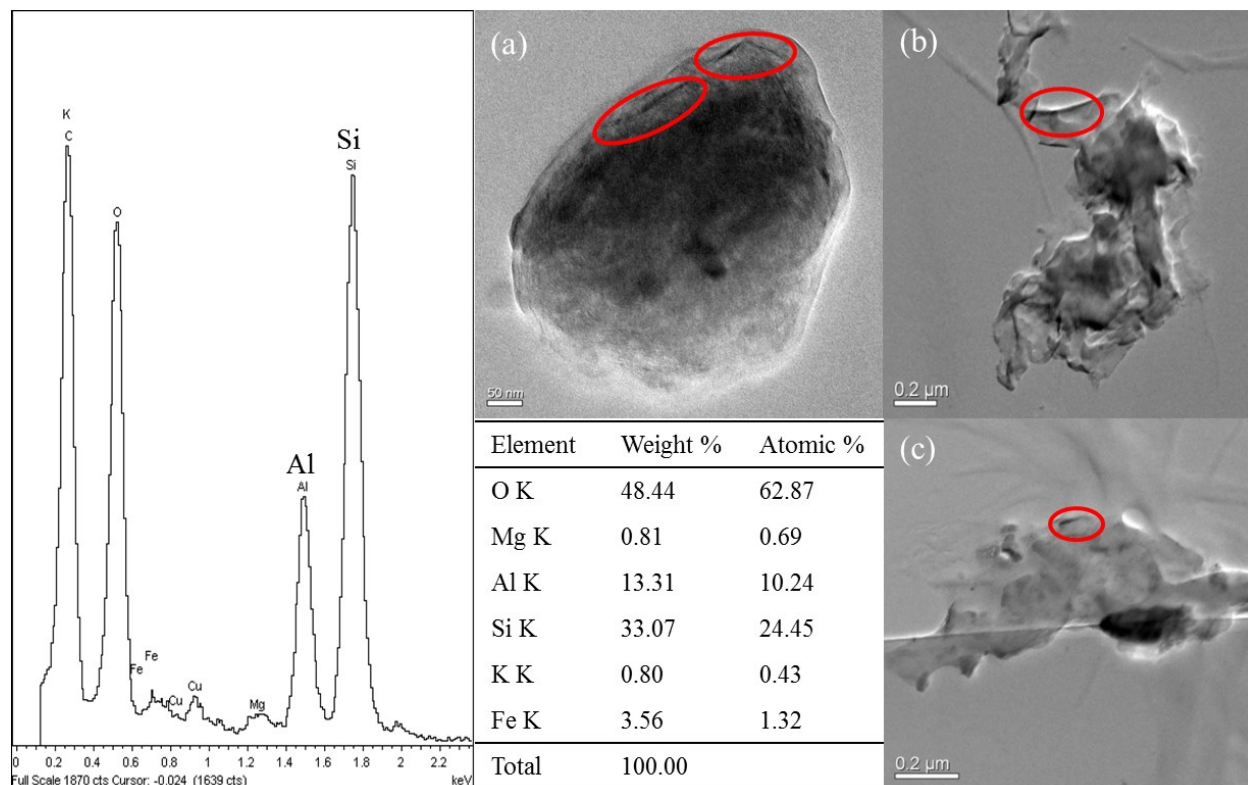 K
C
Si
Si
O
Al
Al
Fe
Fe
Cu
Cu
Mg
0 0.2 0.4 0.6 0.8 1 1.2 1.4 1.6 1.8 2 2.2
Full Scale 1870 cts Cursor: -0.024 (1639 cts) keV
(a)
50 nm
(b)
0.2 µm
Element Weight % Atomic %
O K 48.44 62.87
Mg K 0.81 0.69
Al K 13.31 10.24
Si K 33.07 24.45
K K 0.80 0.43
Fe K 3.56 1.32
Total 100.00
(c)
0.2 µm